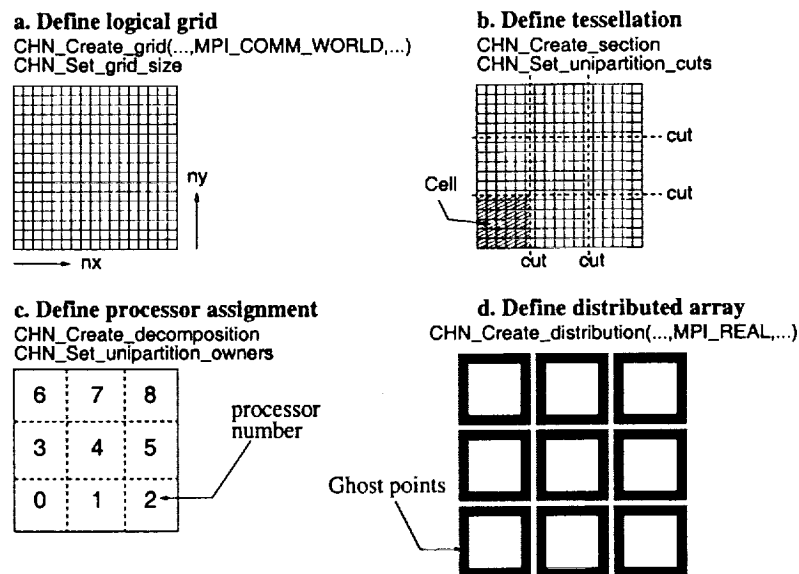 a. Define logical grid
CHN_Create_grid(...,MPI_COMM_WORLD,...)
CHN_Set_grid_size
ny
nx
b. Define tessellation
CHN_Create_section
CHN_Set_unipartition_cuts
cut
Cell
cut
cut
cut
c. Define processor assignment
CHN_Create_decomposition
CHN_Set_unipartition_owners
6 7 8
3 4 5
0 1 2
processor
number
d. Define distributed array
CHN_Create_distribution(...,MPI_REAL,...)
Ghost points